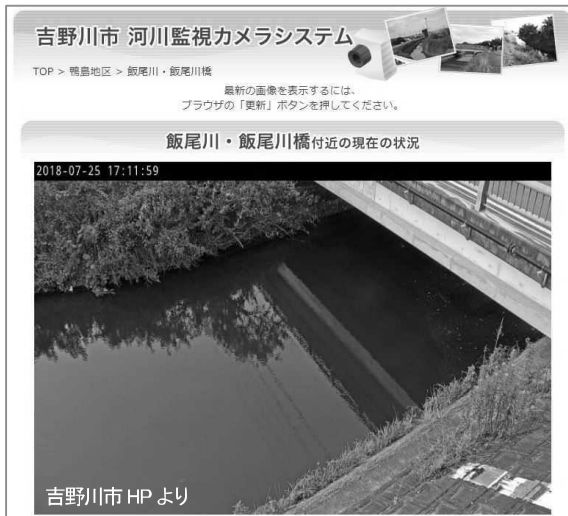 吉野川市 河川監視カメラシステム
TOP > 鴨島地区 > 飯尾川・飯尾川橋
最新の画像を表示するには、
ブラウザの「更新」ボタンを押してください。
飯尾川・飯尾川橋付近の現在の状況
2018-07-25 17:11:59
吉野川市 HP より